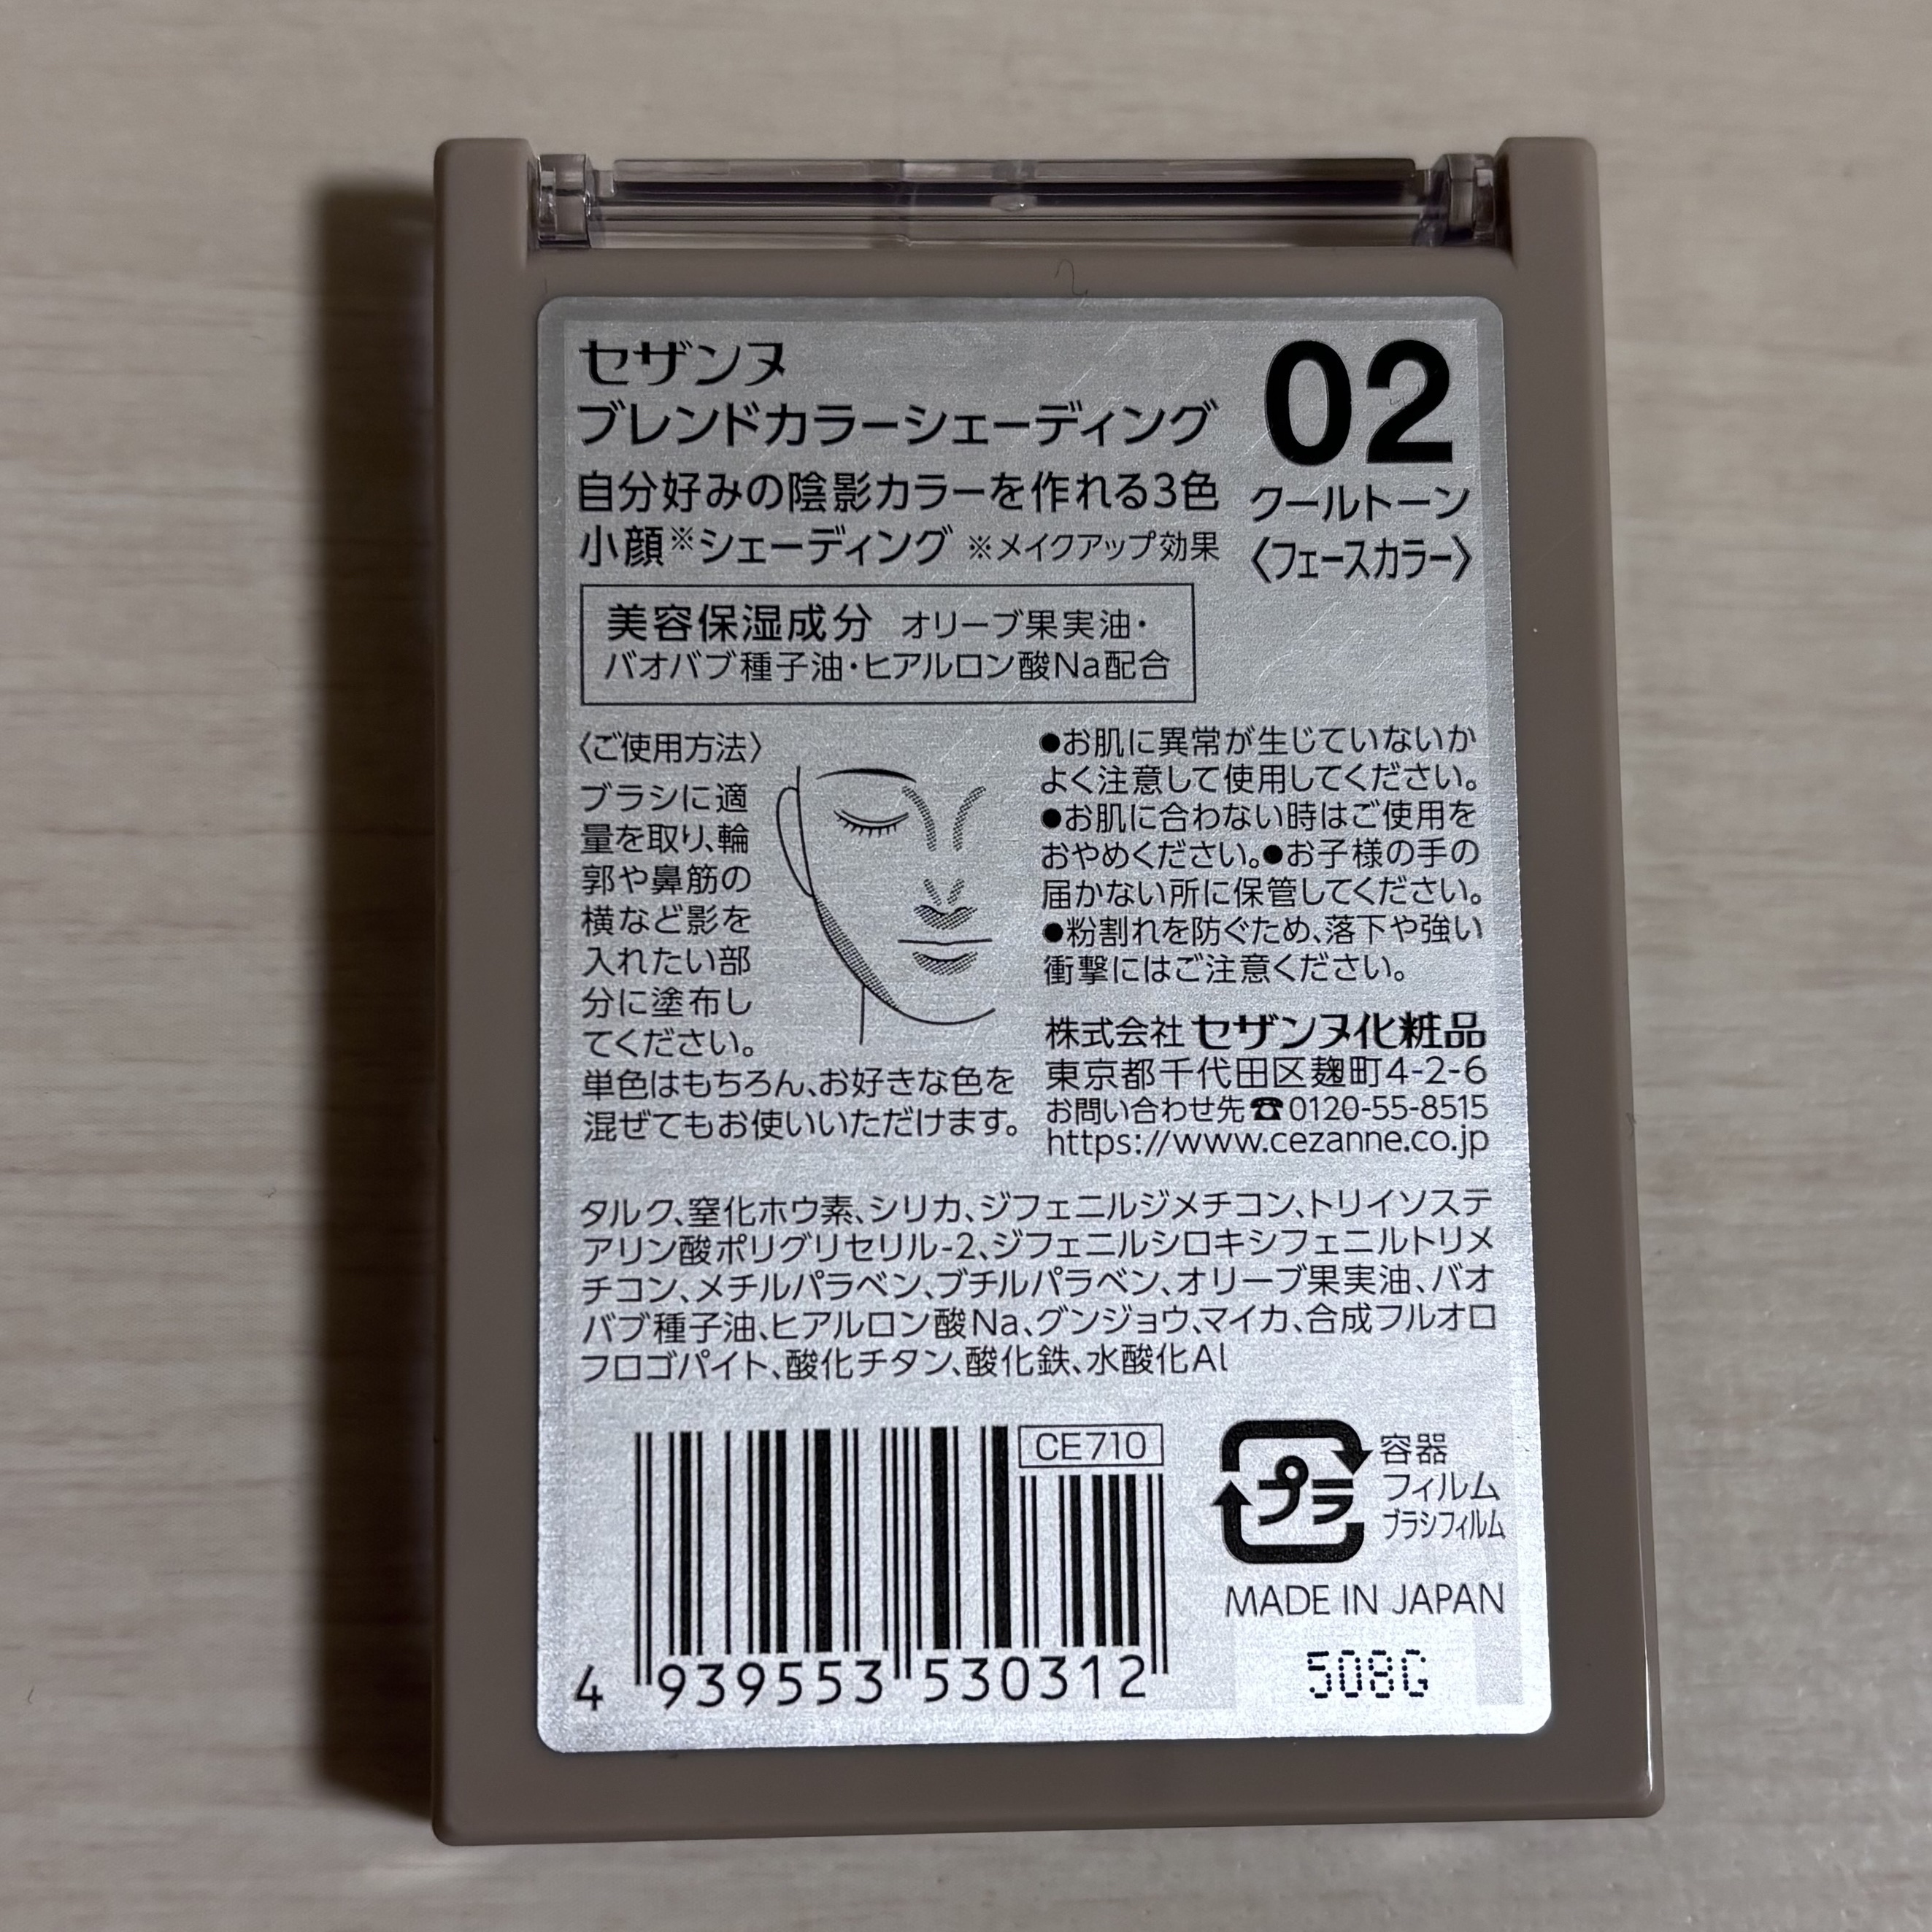 セザンヌ
ブレンドカラーシェーディング
自分好みの陰影カラーを作れる3色
小顔※シェーディング ※メイクアップ効果
02
クールトーン
〈フェースカラー〉
美容保湿成分 オリーブ果実油・
バオバブ種子油・ヒアルロン酸Na配合
〈ご使用方法〉
ブラシに適
量を取り、輪
郭や鼻筋の
横など影を
入れたい部
分に塗布し
てください。
単色はもちろん、お好きな色を
混ぜてもお使いいただけます。
●お肌に異常が生じていないか
よく注意して使用してください。
●お肌に合わない時はご使用を
おやめください。●お子様の手の
届かない所に保管してください。
●粉割れを防ぐため、落下や強い
衝撃にはご注意ください。
株式会社 セザンヌ化粧品
東京都千代田区麹町4-2-6
お問い合わせ先☎0120-55-8515
https://www.cezanne.co.jp
タルク、窒化ホウ素、シリカ、ジフェニルジメチコン、トリイソステ
アリン酸ポリグリセリル-2、ジフェニルシロキシフェニルトリメ
チコン、メチルパラベン、ブチルパラベン、オリーブ果実油、バオ
バブ種子油、ヒアルロン酸Na、グンジョウ、マイカ、合成フルオロ
フロゴパイト、酸化チタン、酸化鉄、水酸化Al
CE710
4 939553 530312
プラ
容器
フィルム
ブラシフィルム
MADE IN JAPAN
508G